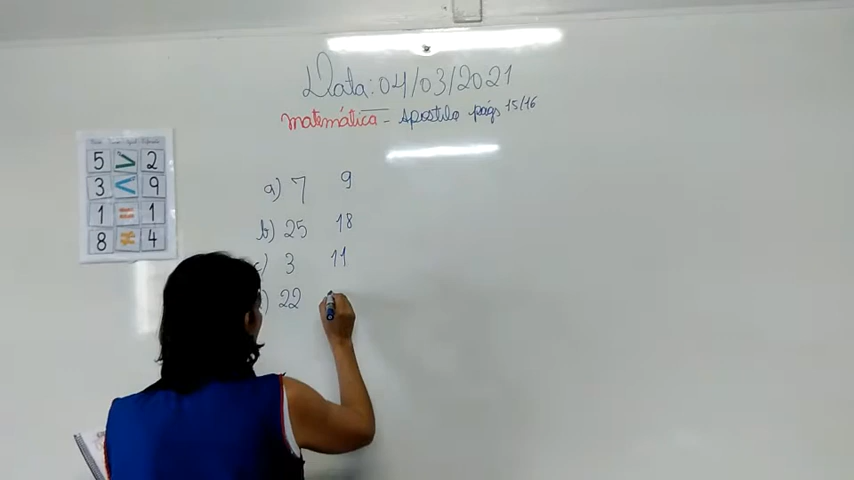 Data: 04/03/2021
Matemática - Apostila págs 15/16
5 > 2
3 < 9
1 = 1
8 ≠ 4
a) 7 9
b) 25 18
c) 3 11
) 22